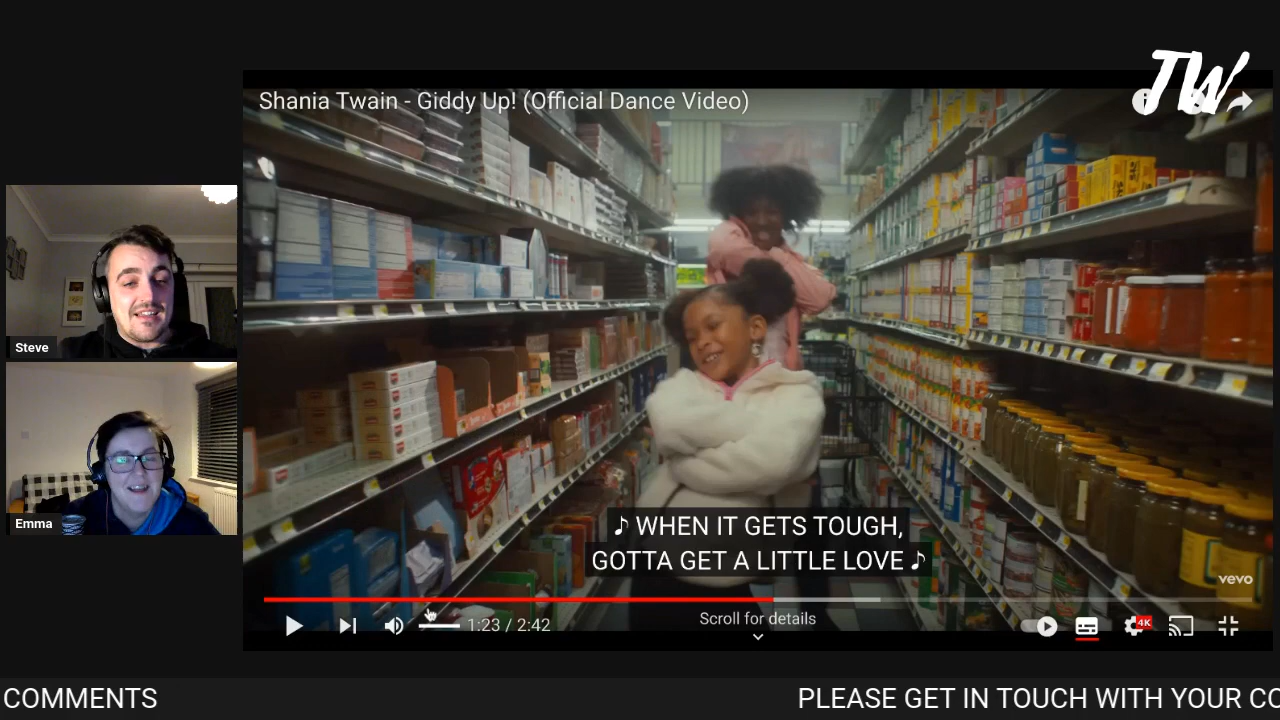 TW
Shania Twain - Giddy Up! (Official Dance Video)
Steve
Emma
♪ WHEN IT GETS TOUGH,
GOTTA GET A LITTLE LOVE ♪
vevo
1:23 / 2:42
Scroll for details
4K
COMMENTS
PLEASE GET IN TOUCH WITH YOUR CO